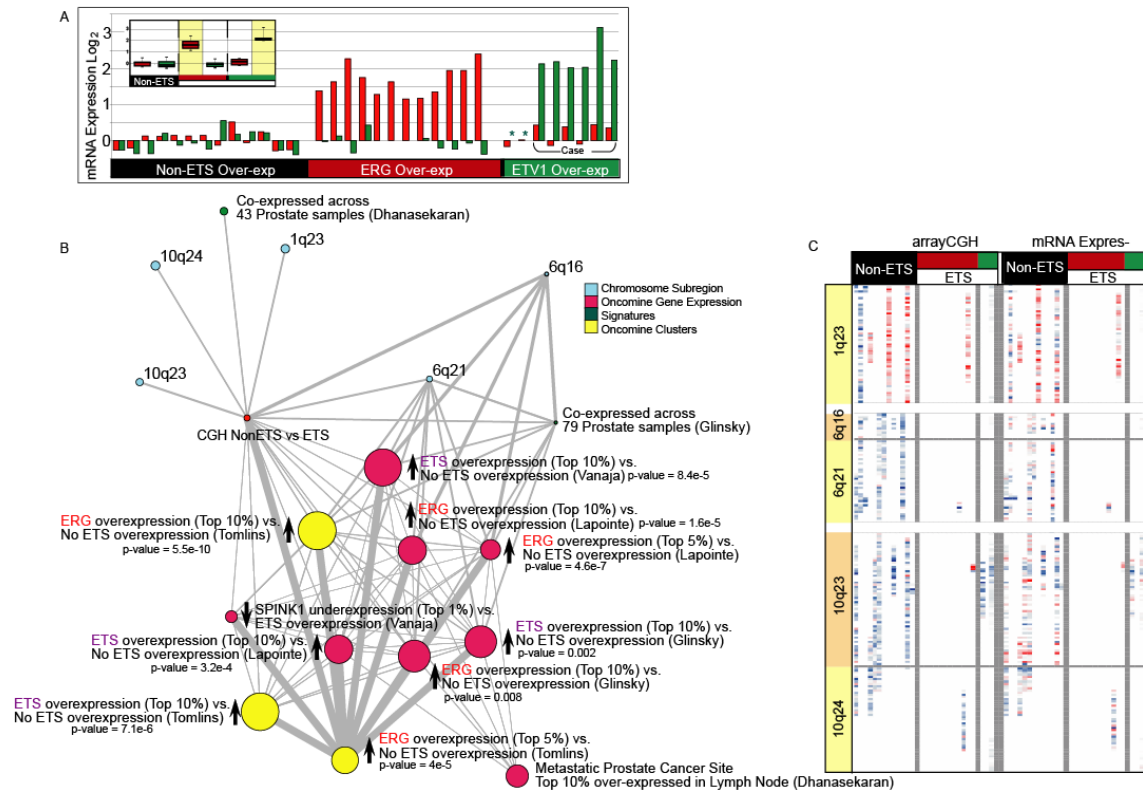 A
mRNA Expression Log2
3
2
1
0
3
2
1
0
Non-ETS
* *
Case
Non-ETS Over-exp
ERG Over-exp
ETV1 Over-exp
B
Co-expressed across
43 Prostate samples (Dhanasekaran)
10q24
1q23
6q16
Chromosome Subregion
Oncomine Gene Expression
Signatures
Oncomine Clusters
10q23
6q21
CGH NonETS vs ETS
Co-expressed across
79 Prostate samples (Glinsky)
ETS overexpression (Top 10%) vs.
No ETS overexpression (Vanaja) p-value = 8.4e-5
ERG overexpression (Top 10%) vs.
No ETS overexpression (Tomlins)
p-value = 5.5e-10
ERG overexpression (Top 10%) vs.
No ETS overexpression (Lapointe) p-value = 1.6e-5
ERG overexpression (Top 5%) vs.
No ETS overexpression (Lapointe)
p-value = 4.6e-7
SPINK1 underexpression (Top 1%) vs.
ETS overexpression (Vanaja)
ETS overexpression (Top 10%) vs.
No ETS overexpression (Lapointe)
p-value = 3.2e-4
ETS overexpression (Top 10%) vs.
No ETS overexpression (Glinsky)
p-value = 0.002
ERG overexpression (Top 10%) vs.
No ETS overexpression (Glinsky)
p-value = 0.008
ETS overexpression (Top 10%) vs.
No ETS overexpression (Tomlins)
p-value = 7.1e-6
ERG overexpression (Top 5%) vs.
No ETS overexpression (Tomlins)
p-value = 4e-5
Metastatic Prostate Cancer Site
Top 10% over-expressed in Lymph Node (Dhanasekaran)
C
arrayCGH
mRNA Expres-
Non-ETS
ETS
Non-ETS
ETS
1q23
6q16
6q21
10q23
10q24